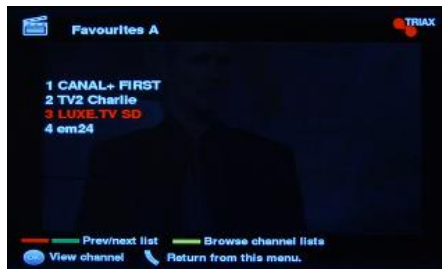 Favourites A
TRIAX
1 CANAL+ FIRST
2 TV2 Charlie
3 LUXE.TV SD
4 em24
Prev/next list
Browse channel lists
OK View channel
Return from this menu.